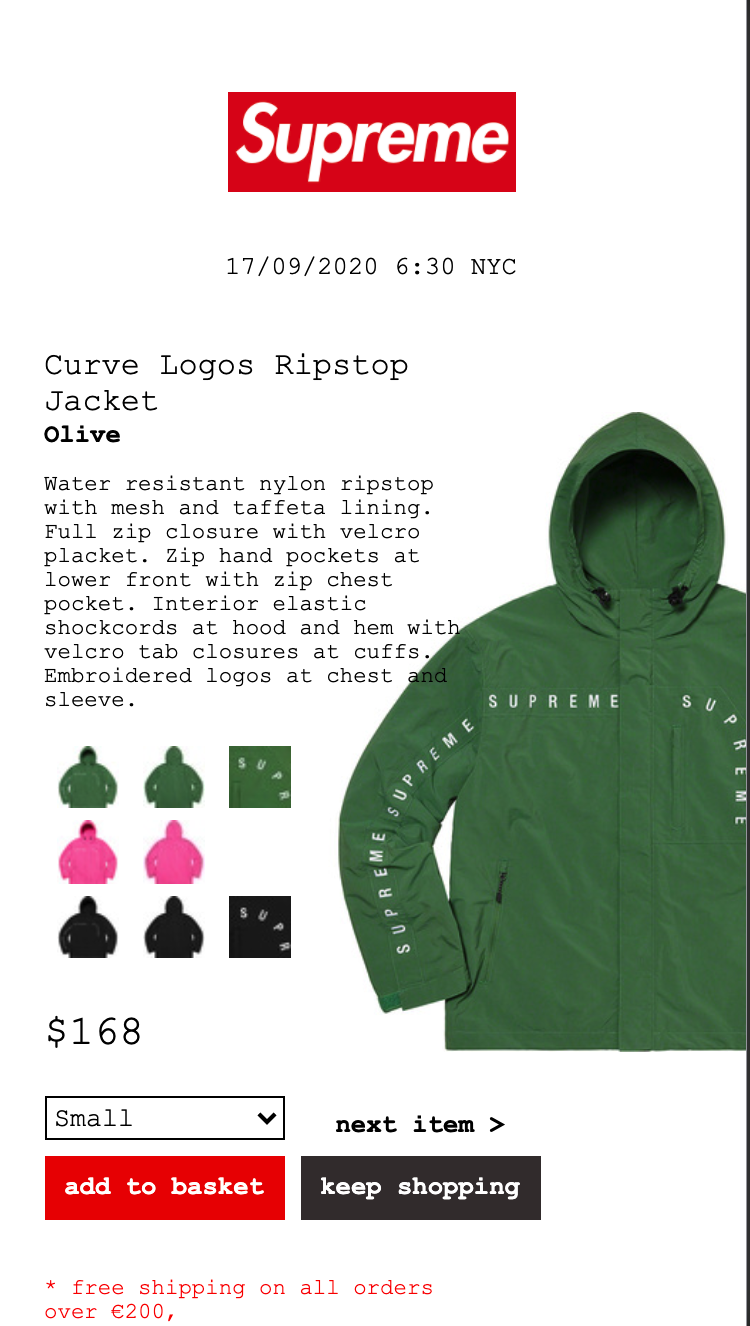 Supreme
17/09/2020 6:30 NYC
Curve Logos Ripstop
Jacket
Olive
Water resistant nylon ripstop
with mesh and taffeta lining.
Full zip closure with velcro
placket. Zip hand pockets at
lower front with zip chest
pocket. Interior elastic
shockcords at hood and hem with
velcro tab closures at cuffs.
Embroidered logos at chest and
sleeve.
SUPREME
SUPREME
SUPREME
SUPREME
SUPR
SUPR
$168
Small
next item >
add to basket
keep shopping
* free shipping on all orders
over €200,